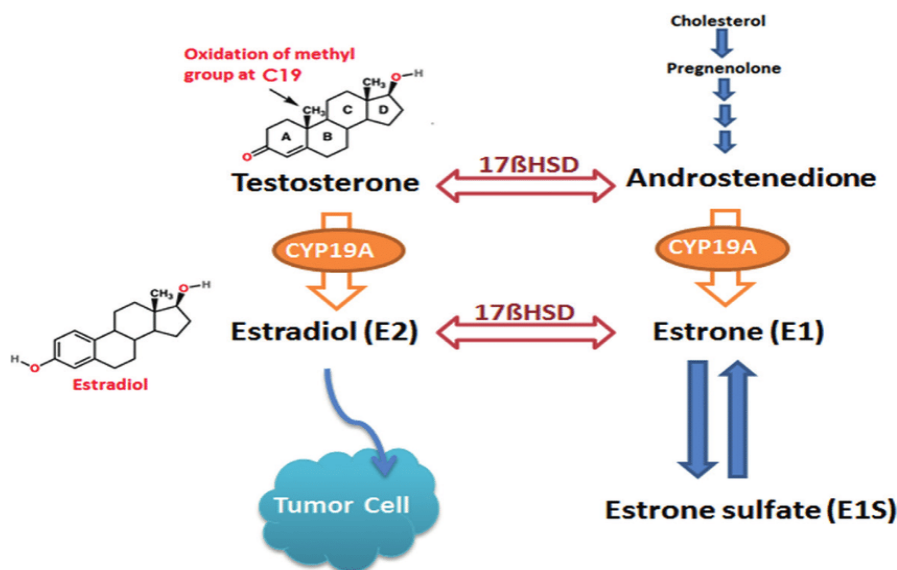 Cholesterol
Oxidation of methyl
group at C19
Pregnenolone
CH₃
O
H
CH₃
C
D
A
B
O
Testosterone
17ßHSD
Androstenedione
CYP19A
CYP19A
CH₃
O
H
Estradiol (E2)
17ßHSD
Estrone (E1)
H
O
Estradiol
Tumor Cell
Estrone sulfate (E1S)